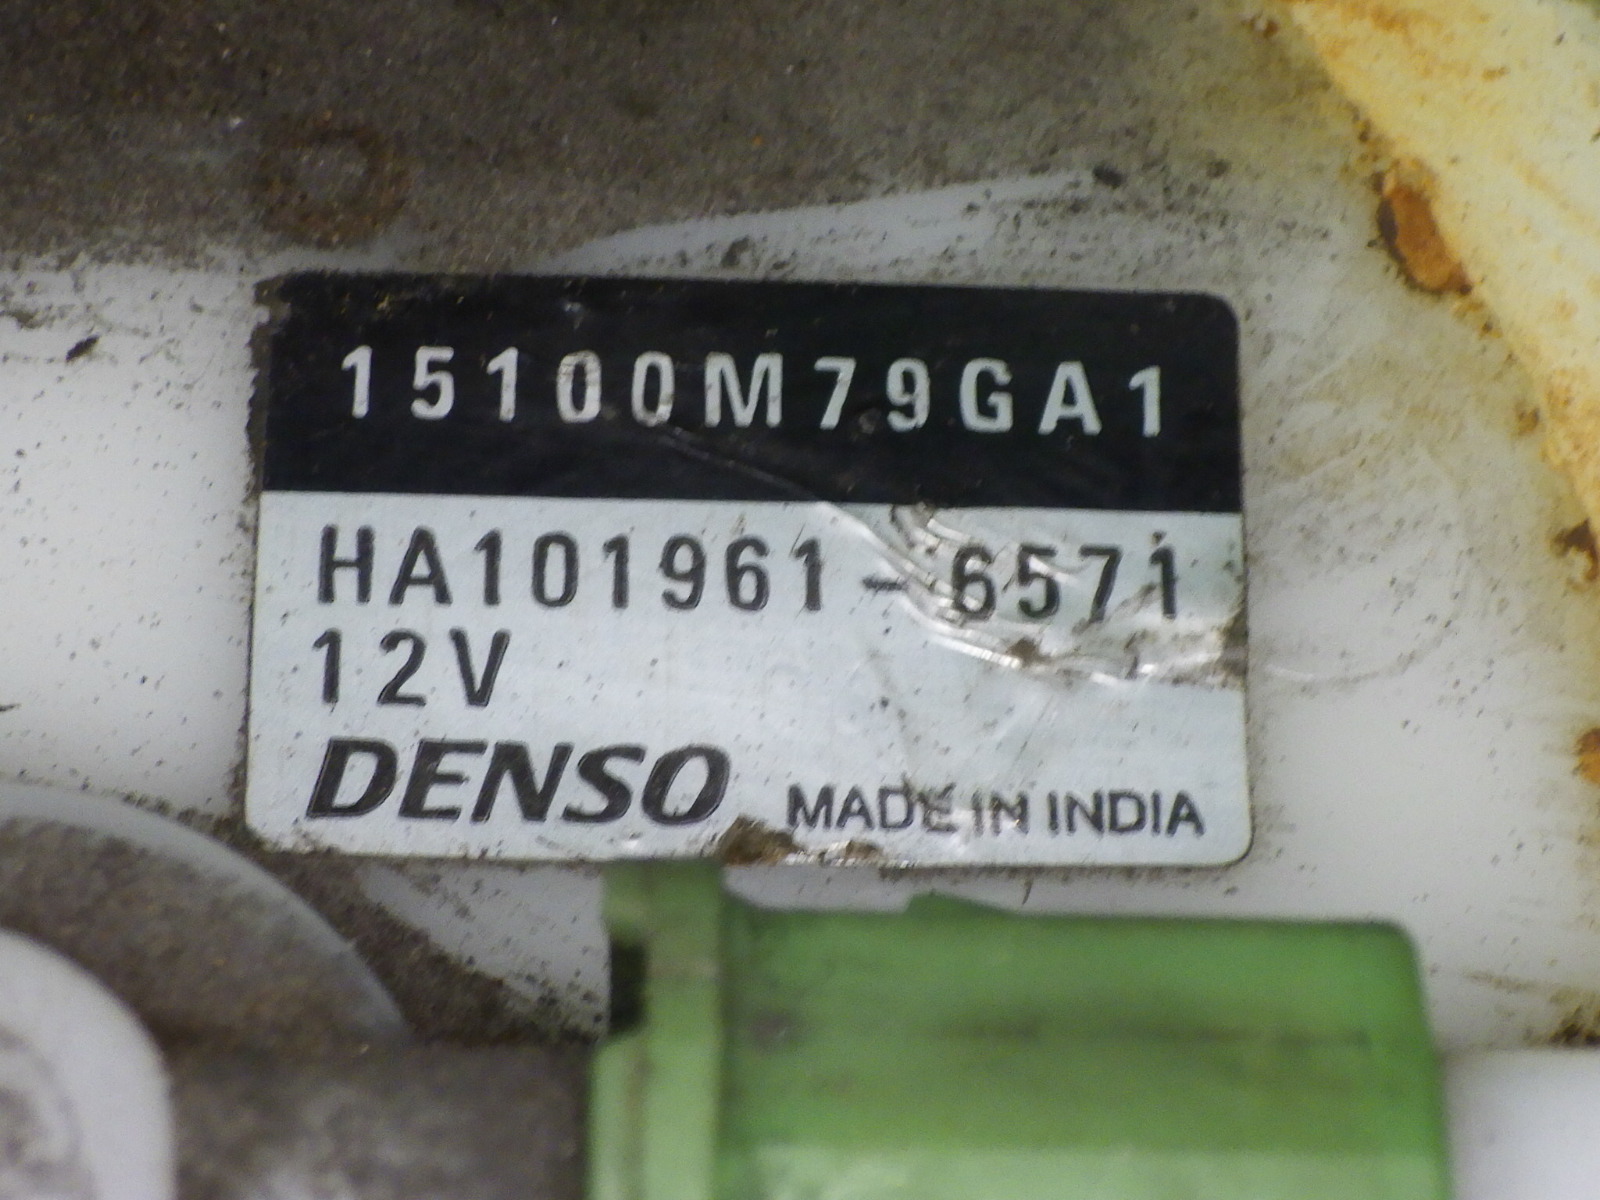 15100M79GA1
HA101961-6571
12V
DENSO MADE IN INDIA